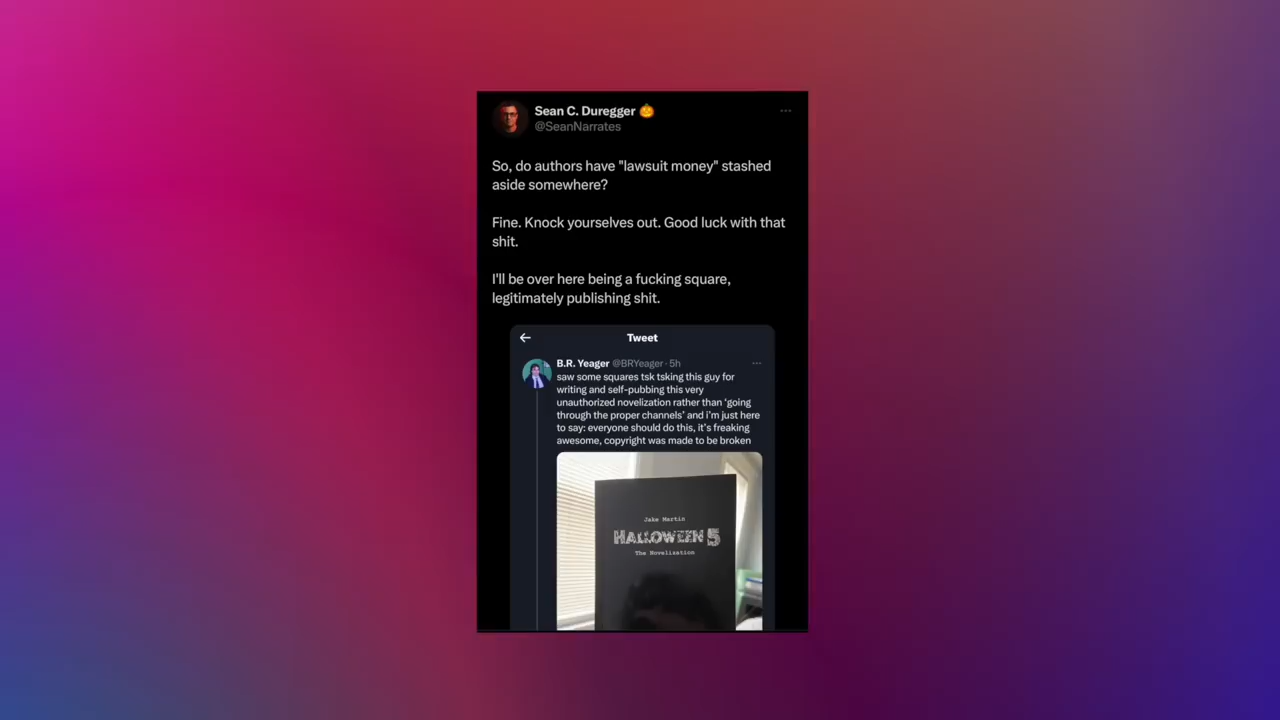 Sean C. Duregger 🎃
@SeanNarrates
So, do authors have "lawsuit money" stashed
aside somewhere?
Fine. Knock yourselves out. Good luck with that
shit.
I'll be over here being a fucking square,
legitimately publishing shit.
Tweet
B.R. Yeager @BRYeager · 5h
saw some squares tsk tsking this guy for
writing and self-pubbing this very
unauthorized novelization rather than ‘going
through the proper channels’ and i’m just here
to say: everyone should do this, it’s freaking
awesome, copyright was made to be broken
Jake Martin
HALLOWEEN 5
The Novelization